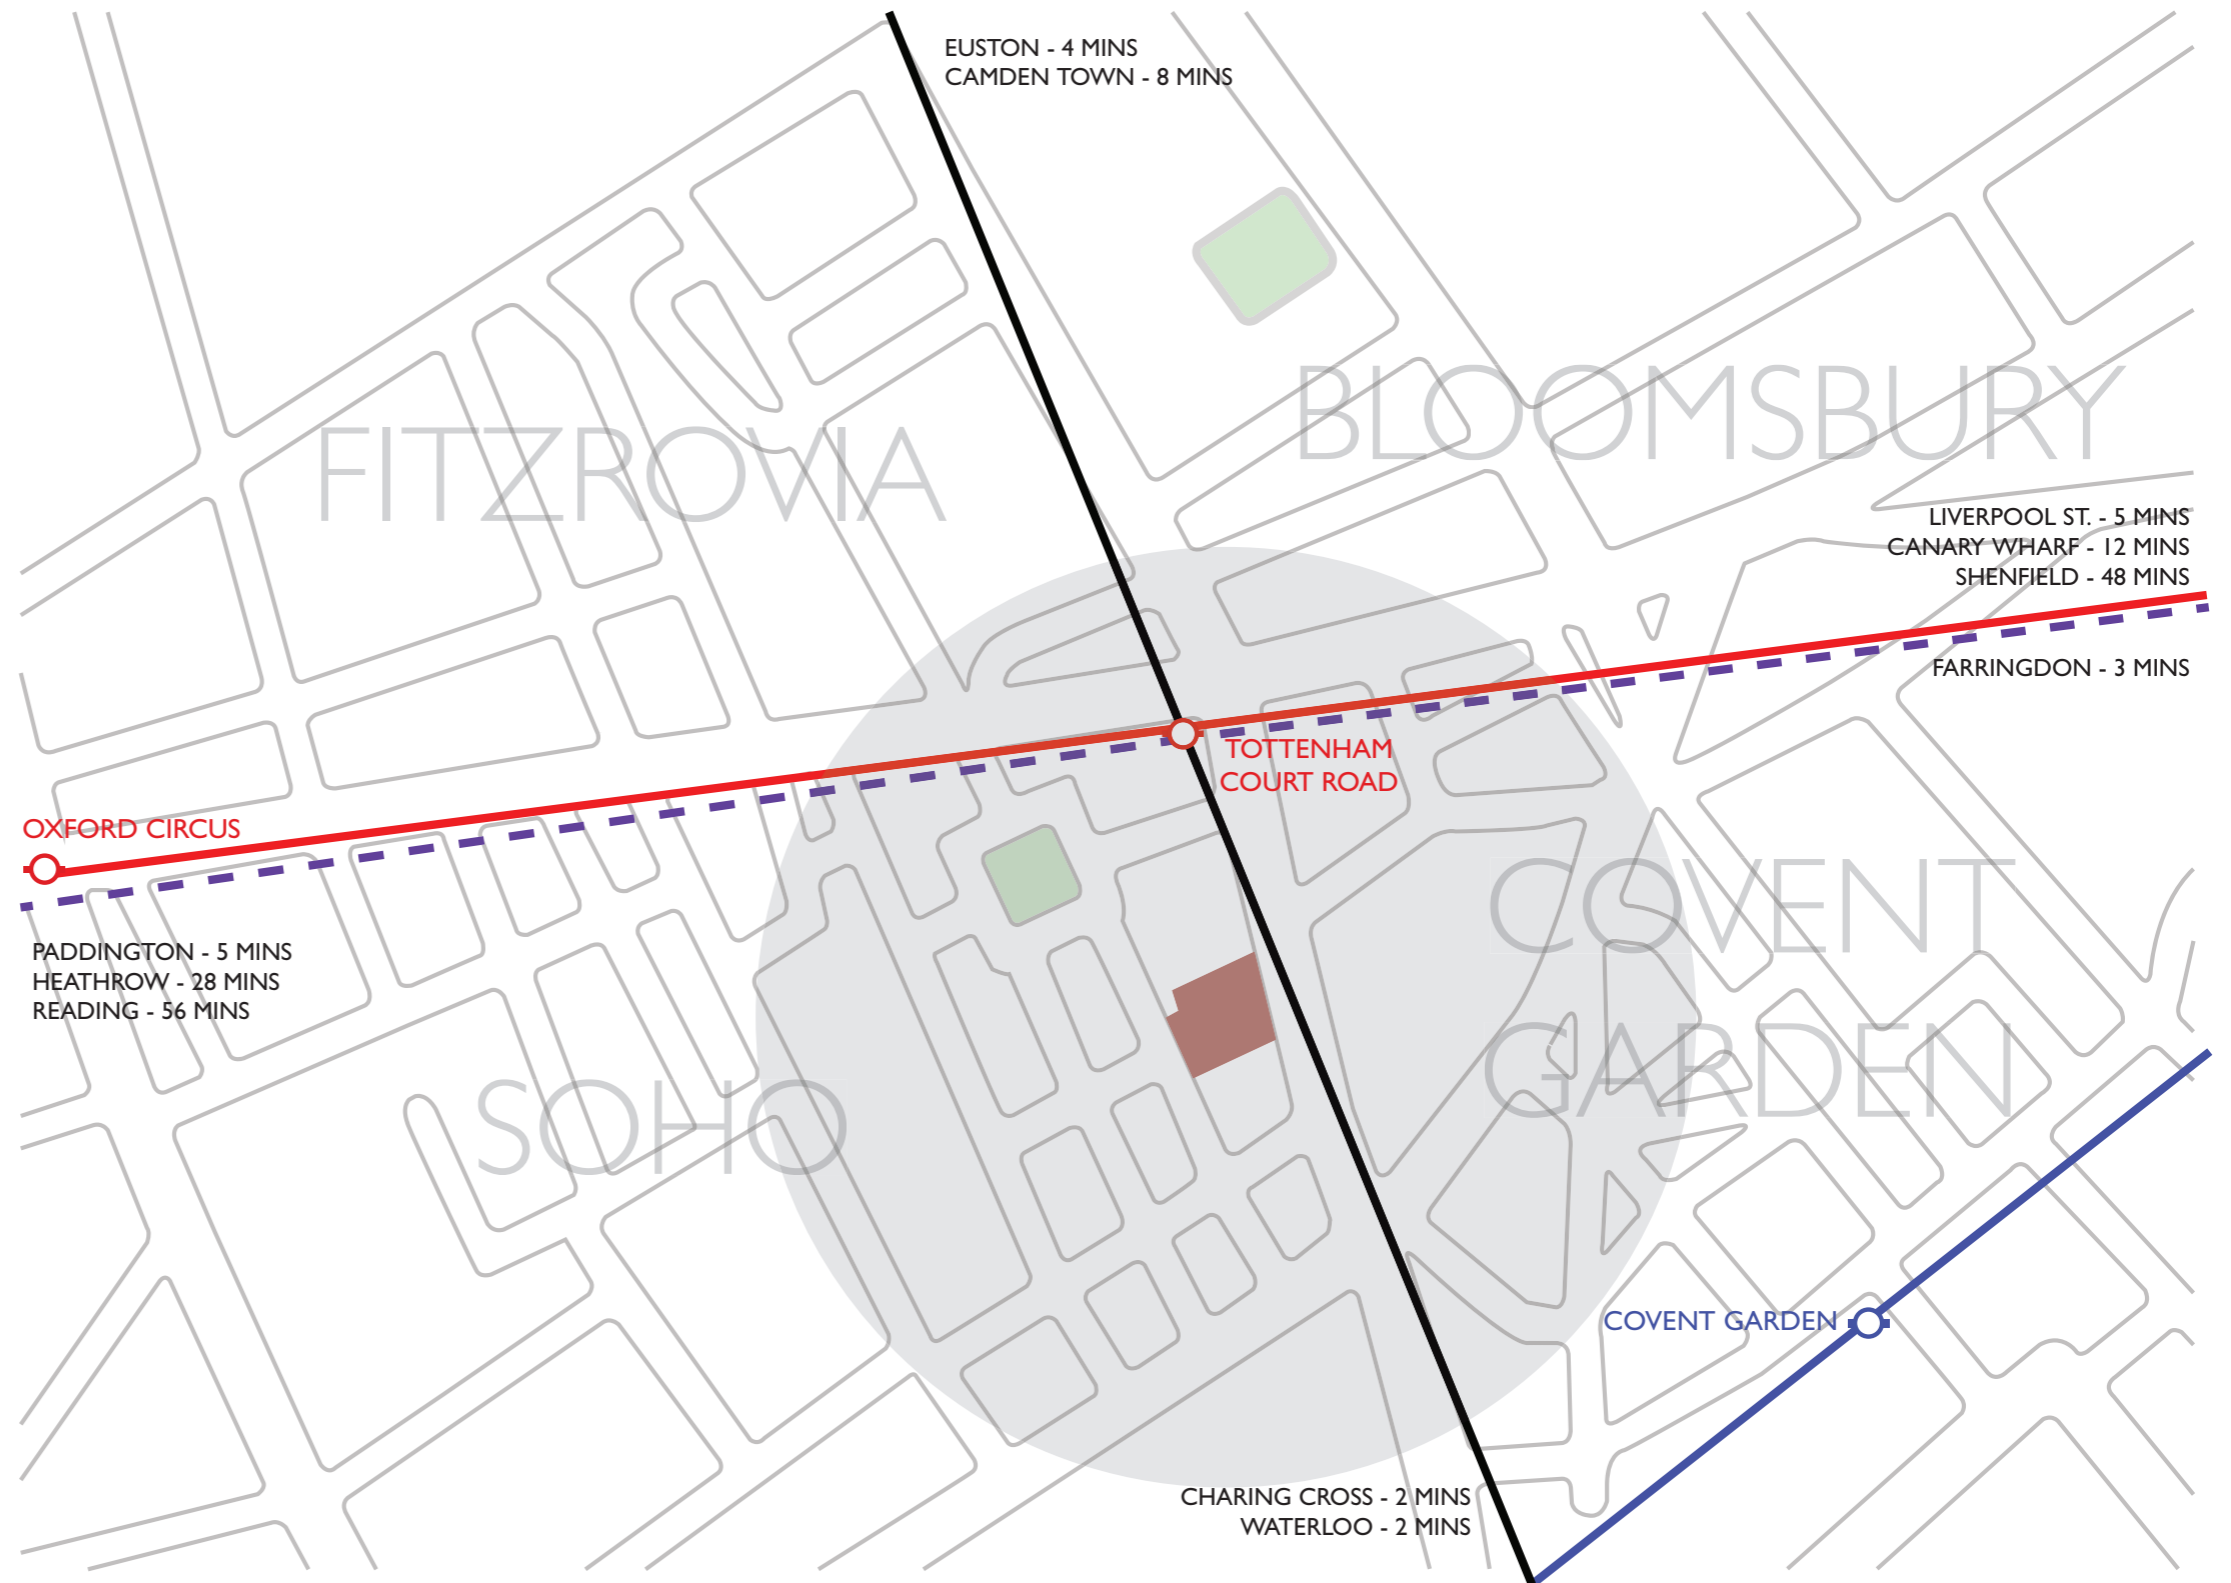 EUSTON - 4 MINS
CAMDEN TOWN - 8 MINS
BLOOMSBURY
FITZROVIA
LIVERPOOL ST. - 5 MINS
CANARY WHARF - 12 MINS
SHENFIELD - 48 MINS
FARRINGDON - 3 MINS
TOTTENHAM
COURT ROAD
OXFORD CIRCUS
PADDINGTON - 5 MINS
HEATHROW - 28 MINS
READING - 56 MINS
COVENT
GARDEN
SOHO
COVENT GARDEN
CHARING CROSS - 2 MINS
WATERLOO - 2 MINS